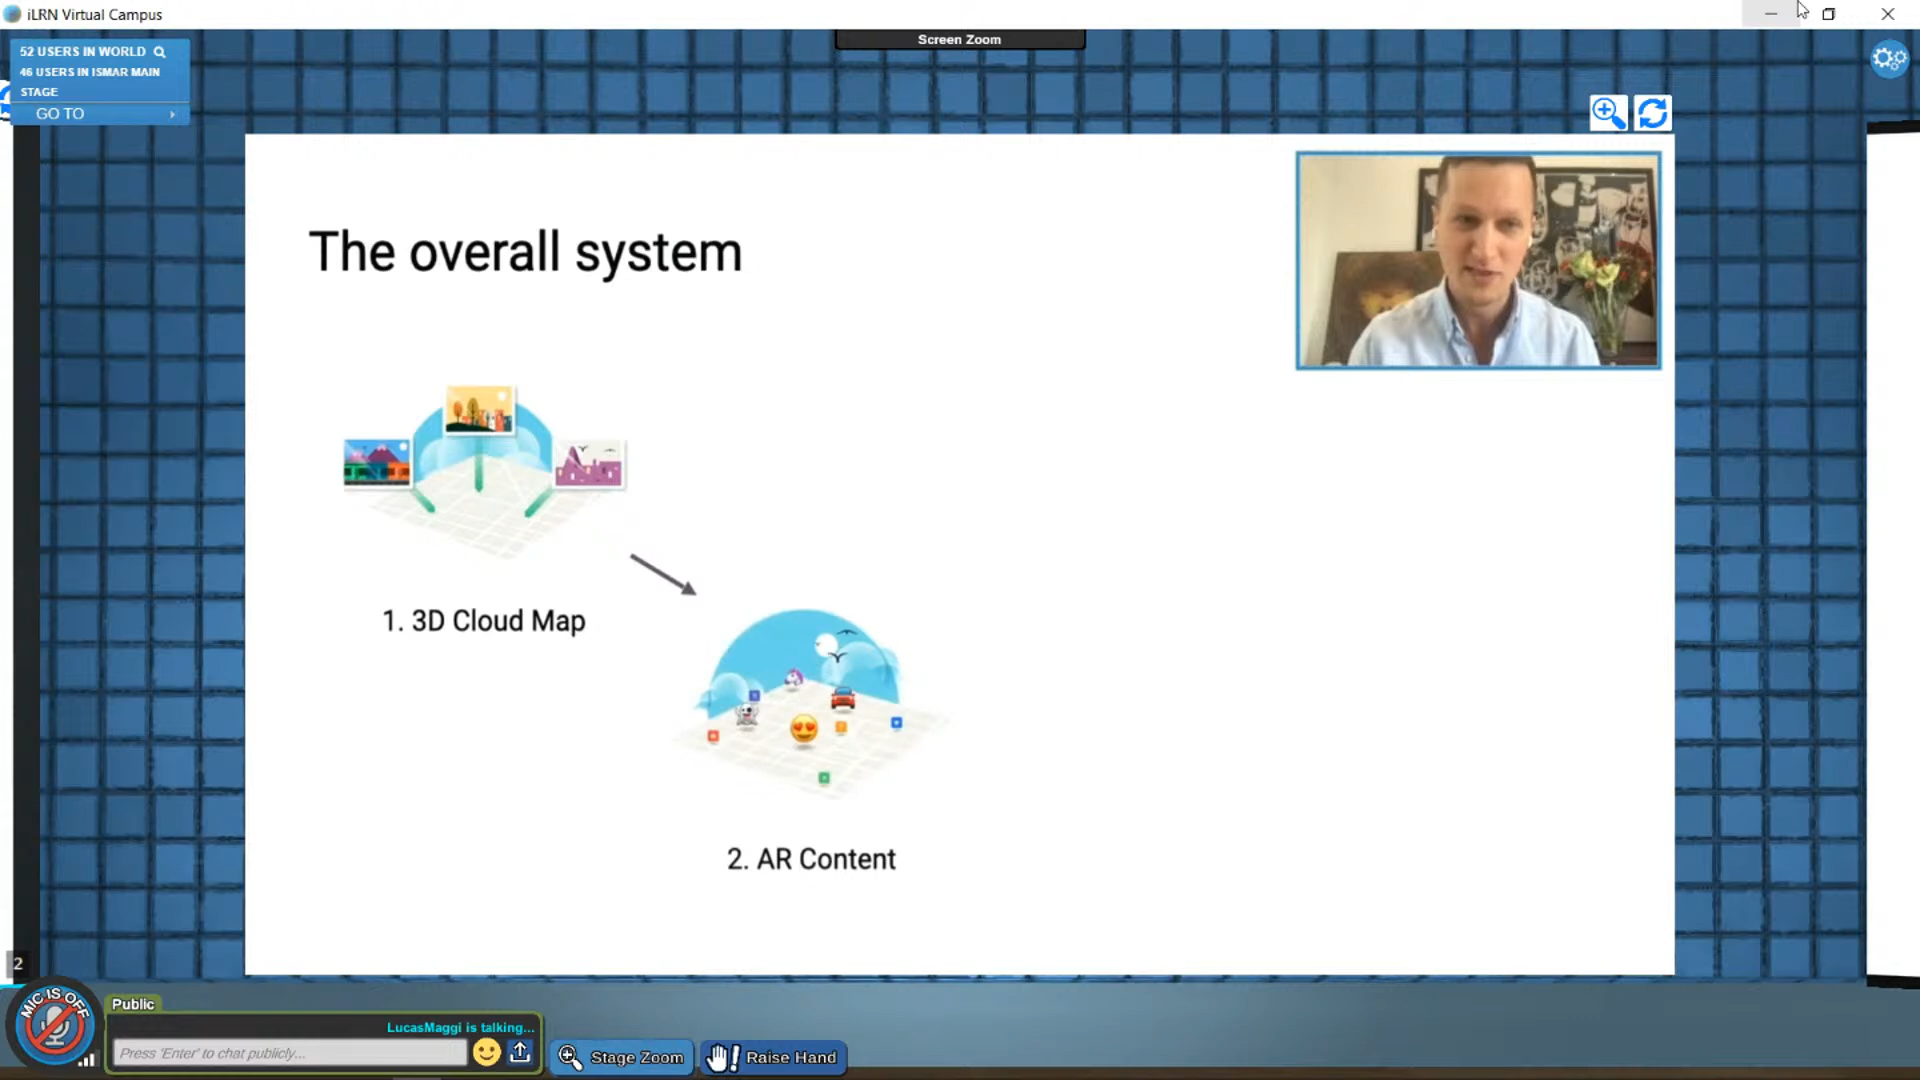 iLRN Virtual Campus
52 USERS IN WORLD
46 USERS IN ISMAR MAIN
STAGE
GO TO
Screen Zoom
The overall system
1. 3D Cloud Map
2. AR Content
2
MIC IS OFF
Public
LucasMaggi is talking...
Press 'Enter' to chat publicly...
Stage Zoom
Raise Hand